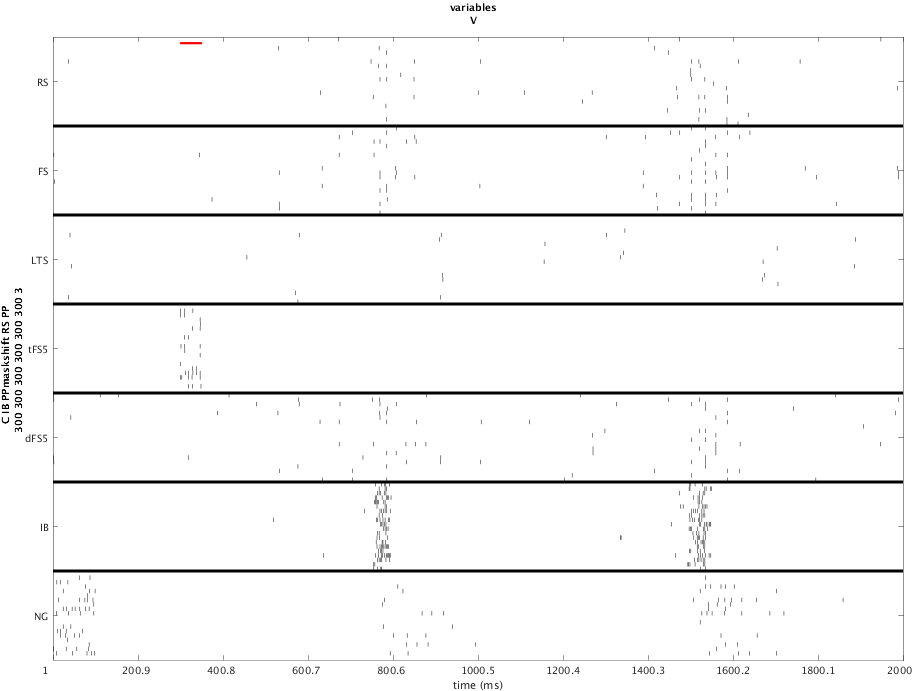 variables
V
RS
FS
LTS
tFS5
dFS5
IB
NG
C IB PPmaskshift RS PP
300 300 300 300 300 300 3
1 200.9 400.8 600.7 800.6 1000.5 1200.4 1400.3 1600.2 1800.1 2000
time (ms)